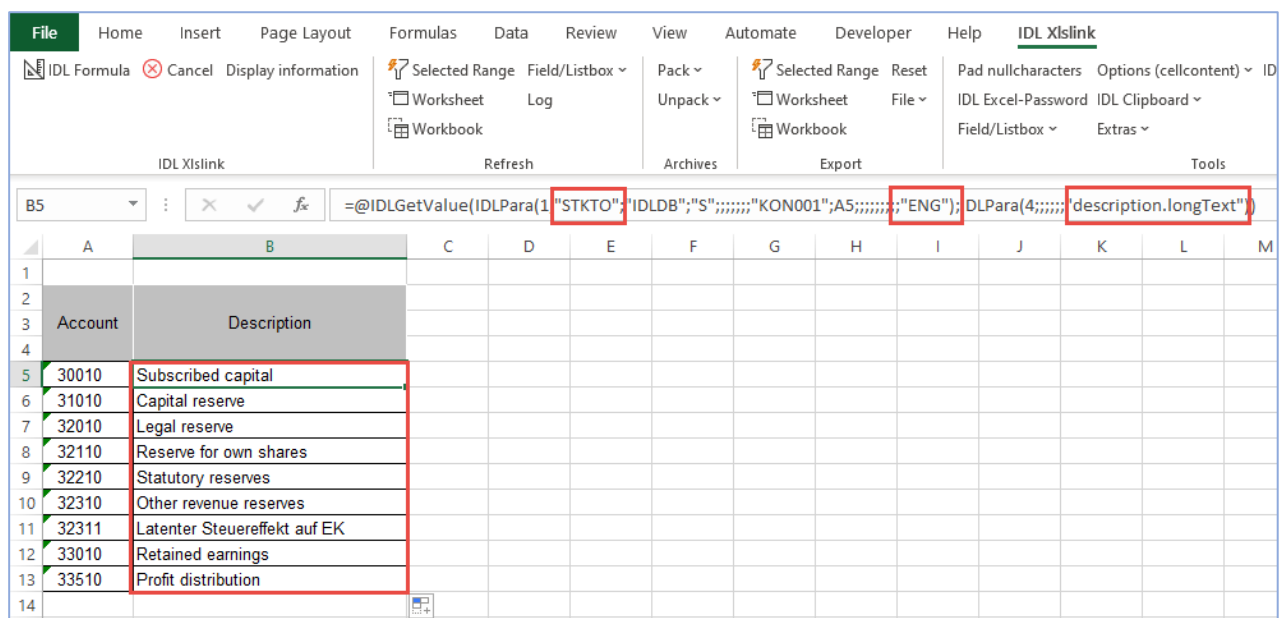 File Home Insert Page Layout Formulas Data Review View Automate Developer Help IDL Xlslink
IDL Formula Cancel Display information Selected Range Field/Listbox Pack Selected Range Reset Pad nullcharacters Options (cellcontent) ID
Worksheet Log Unpack Worksheet File IDL Excel-Password IDL Clipboard
Workbook Workbook Field/Listbox Extras
IDL Xlslink Refresh Archives Export Tools
B5 fx =@IDLGetValue(IDLPara(1;"STKTO";"IDLDB";"S";;;;;;;"KON001";A5;;;;;;;;;"ENG");IDLPara(4;;;;;;"description.longText"))
A B C D E F G H I J K L M
1
2
3 Account Description
4
5 30010 Subscribed capital
6 31010 Capital reserve
7 32010 Legal reserve
8 32110 Reserve for own shares
9 32210 Statutory reserves
10 32310 Other revenue reserves
11 32311 Latenter Steuereffekt auf EK
12 33010 Retained earnings
13 33510 Profit distribution
14